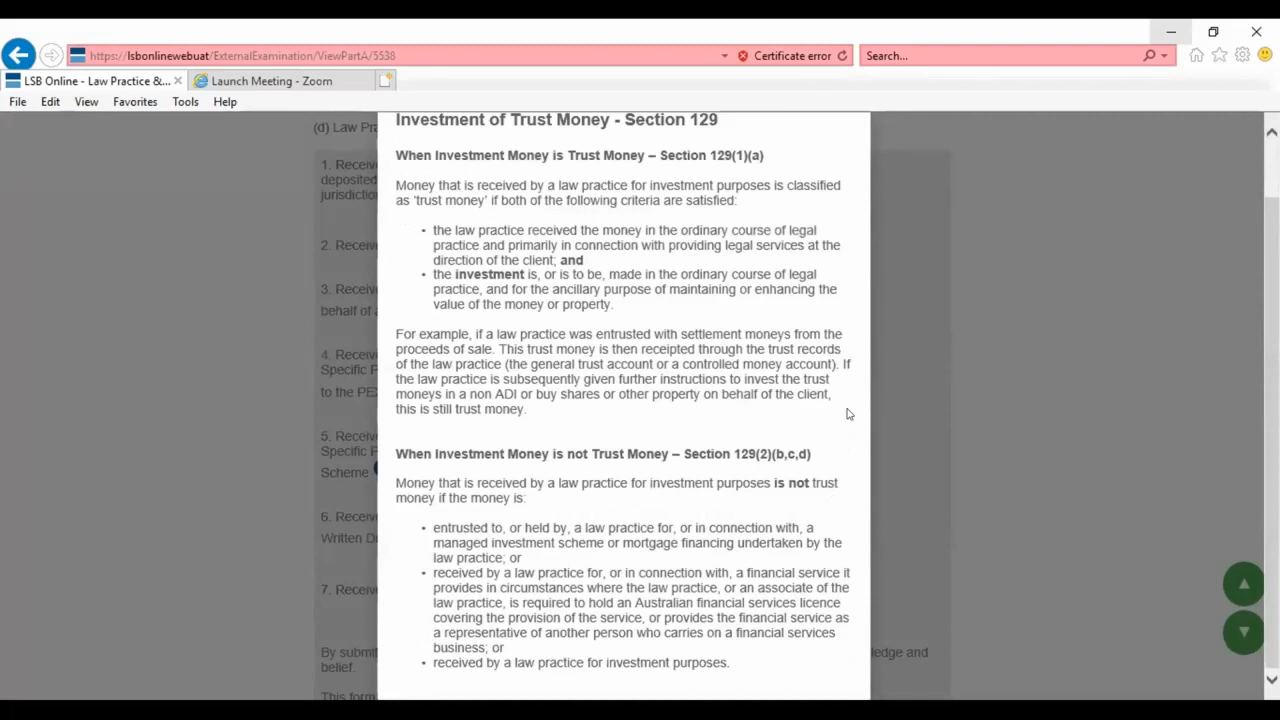 https://lsbonlinewebuat/ExternalExamination/ViewPartA/5538
Certificate error
Search...
LSB Online - Law Practice &...
Launch Meeting - Zoom
File Edit View Favorites Tools Help
(d) Law Pra
Investment of Trust Money - Section 129
When Investment Money is Trust Money – Section 129(1)(a)
Money that is received by a law practice for investment purposes is classified
as ‘trust money’ if both of the following criteria are satisfied:
• the law practice received the money in the ordinary course of legal
practice and primarily in connection with providing legal services at the
direction of the client; and
• the investment is, or is to be, made in the ordinary course of legal
practice, and for the ancillary purpose of maintaining or enhancing the
value of the money or property.
For example, if a law practice was entrusted with settlement moneys from the
proceeds of sale. This trust money is then receipted through the trust records
of the law practice (the general trust account or a controlled money account). If
the law practice is subsequently given further instructions to invest the trust
moneys in a non ADI or buy shares or other property on behalf of the client,
this is still trust money.
When Investment Money is not Trust Money – Section 129(2)(b,c,d)
Money that is received by a law practice for investment purposes is not trust
money if the money is:
• entrusted to, or held by, a law practice for, or in connection with, a
managed investment scheme or mortgage financing undertaken by the
law practice; or
• received by a law practice for, or in connection with, a financial service it
provides in circumstances where the law practice, or an associate of the
law practice, is required to hold an Australian financial services licence
covering the provision of the service, or provides the financial service as
a representative of another person who carries on a financial services
business; or
• received by a law practice for investment purposes.
1. Receive
deposited
jurisdiction
2. Receive
3. Receive
behalf of a
4. Receive
Specific P
to the PEX
5. Receive
Specific P
Scheme
6. Receive
Written Di
7. Receive
By submit
ledge and
belief.
This form